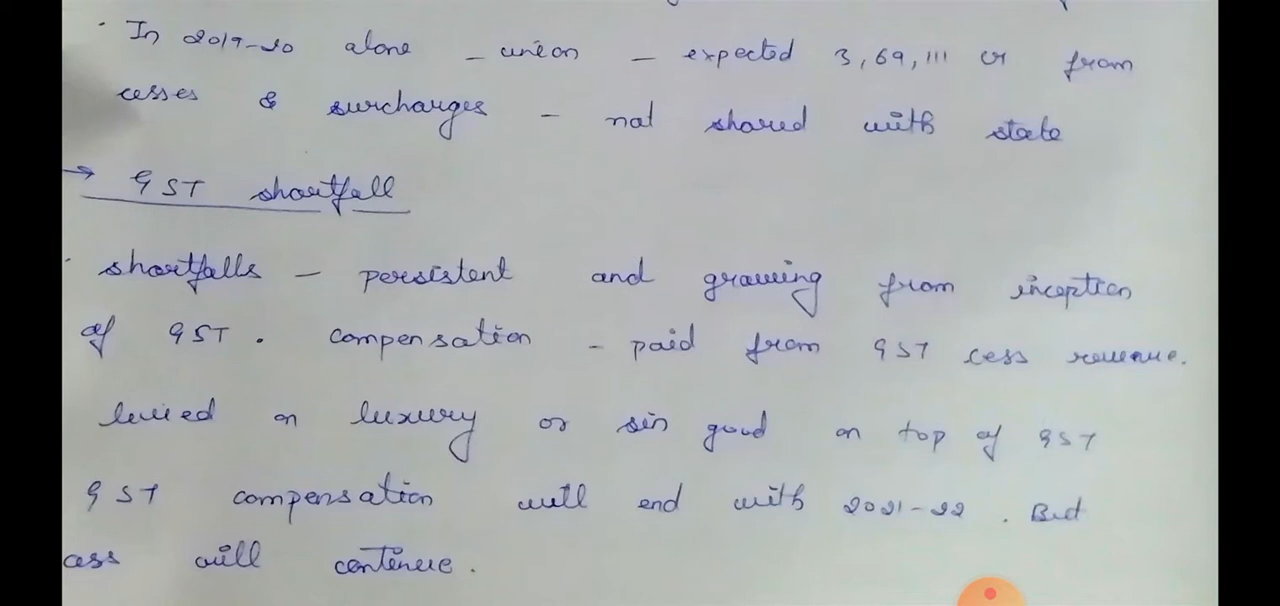 · In 2019-20 alone - union - expected 3,69,111 cr from
cesses & surcharges - not shared with state
→ GST shortfall
· shortfalls - persistent and growing from inception
of GST. compensation - paid from GST cess revenue.
levied on luxury or sin good on top of GST
GST compensation will end with 2021-22. But
cess will continue.